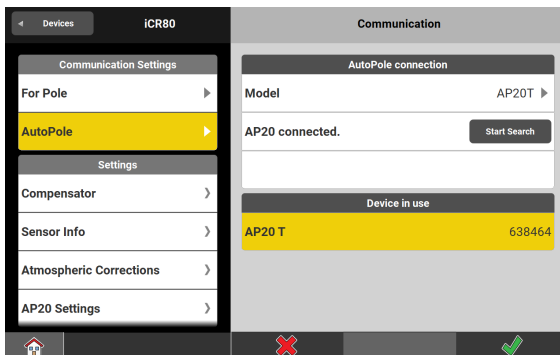 Devices
iCR80
Communication Settings
For Pole
AutoPole
Settings
Compensator
Sensor Info
Atmospheric Corrections
AP20 Settings
Communication
AutoPole connection
Model AP20T
AP20 connected. Start Search
Device in use
AP20 T 638464